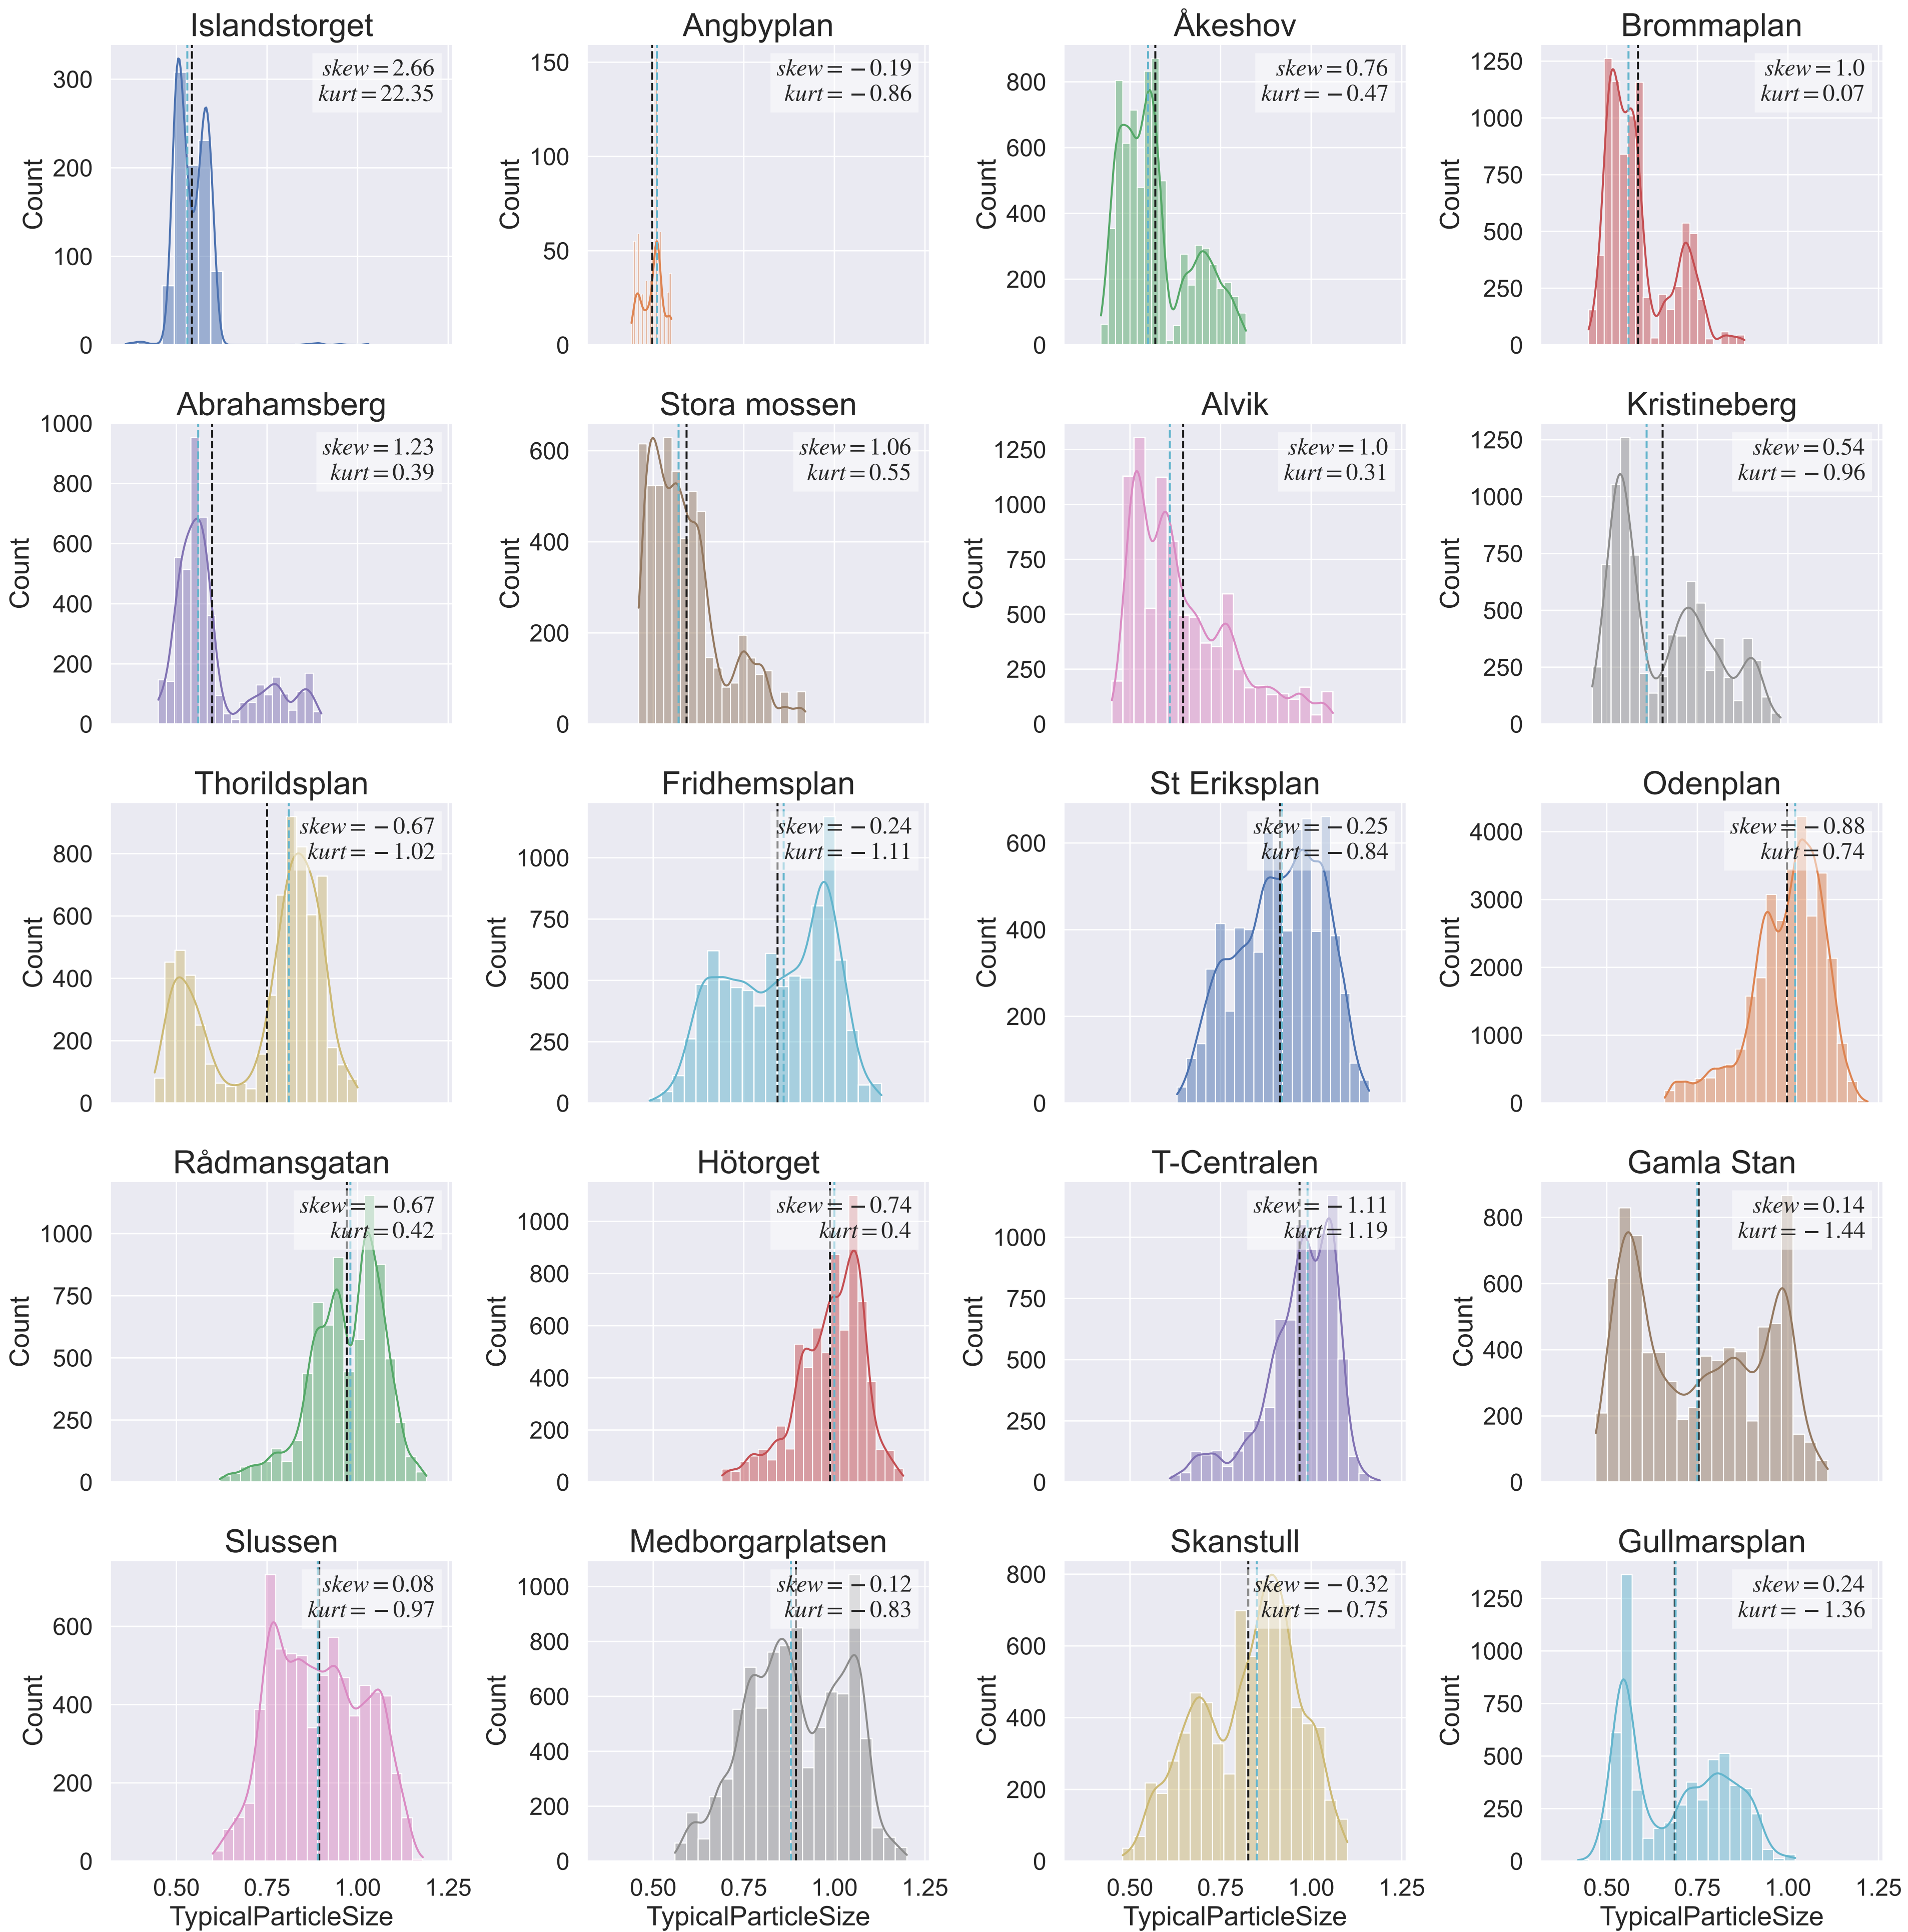 Islandstorget
Angbyplan
Åkeshov
Brommaplan
skew = 2.66
kurt = 22.35
skew = −0.19
kurt = −0.86
skew = 0.76
kurt = −0.47
skew = 1.0
kurt = 0.07
Count
300
200
100
0
Count
150
100
50
0
Count
800
600
400
200
0
Count
1250
1000
750
500
250
0
Abrahamsberg
Stora mossen
Alvik
Kristineberg
skew = 1.23
kurt = 0.39
skew = 1.06
kurt = 0.55
skew = 1.0
kurt = 0.31
skew = 0.54
kurt = −0.96
Count
1000
800
600
400
200
0
Count
600
400
200
0
Count
1250
1000
750
500
250
0
Count
1250
1000
750
500
250
0
Thorildsplan
Fridhemsplan
St Eriksplan
Odenplan
skew = −0.67
kurt = −1.02
skew = −0.24
kurt = −1.11
skew = −0.25
kurt = −0.84
skew = −0.88
kurt = 0.74
Count
800
600
400
200
0
Count
1000
750
500
250
0
Count
600
400
200
0
Count
4000
3000
2000
1000
0
Rådmansgatan
Hötorget
T-Centralen
Gamla Stan
skew = −0.67
kurt = 0.42
skew = −0.74
kurt = 0.4
skew = −1.11
kurt = 1.19
skew = 0.14
kurt = −1.44
Count
1000
750
500
250
0
Count
1000
800
600
400
200
0
Count
1000
750
500
250
0
Count
800
600
400
200
0
Slussen
Medborgarplatsen
Skanstull
Gullmarsplan
skew = 0.08
kurt = −0.97
skew = −0.12
kurt = −0.83
skew = −0.32
kurt = −0.75
skew = 0.24
kurt = −1.36
Count
600
400
200
0
Count
1000
800
600
400
200
0
Count
800
600
400
200
0
Count
1250
1000
750
500
250
0
0.50 0.75 1.00 1.25
0.50 0.75 1.00 1.25
0.50 0.75 1.00 1.25
0.50 0.75 1.00 1.25
TypicalParticleSize
TypicalParticleSize
TypicalParticleSize
TypicalParticleSize